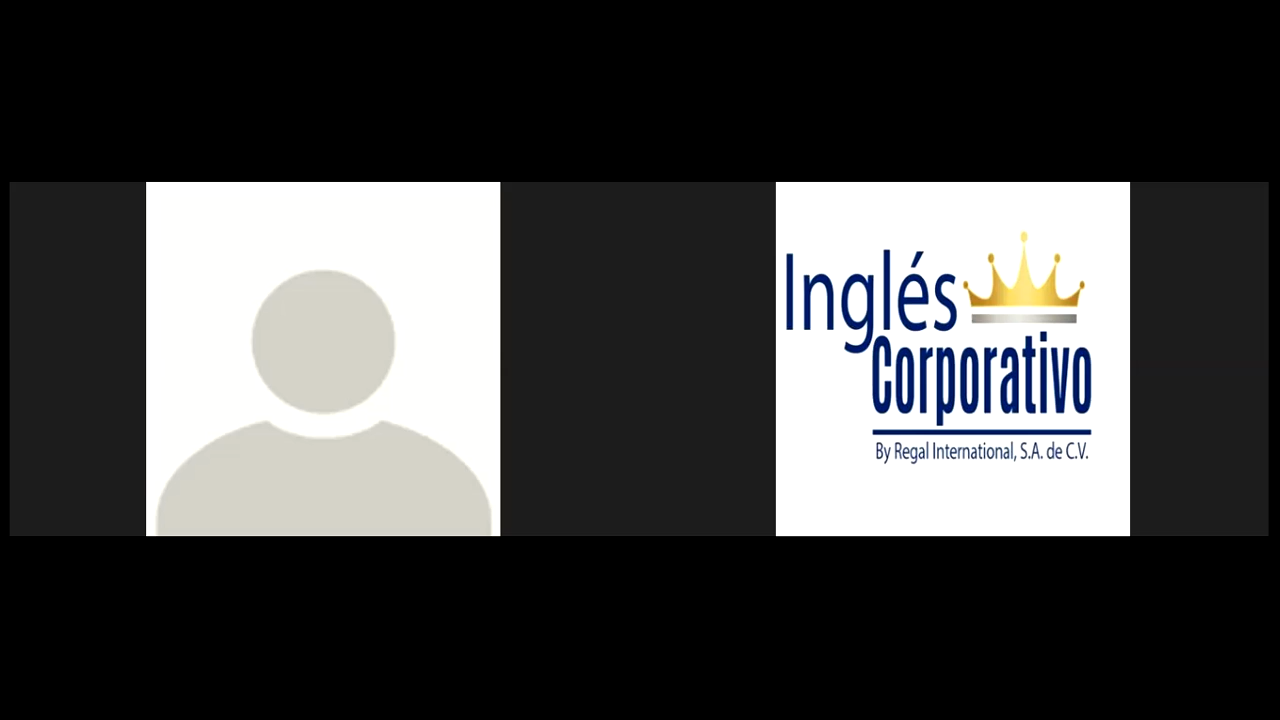 Inglés
Corporativo
By Regal International, S.A. de C.V.